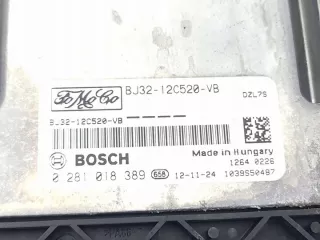 FoMoCo BJ32-12C520-VB DZL7S
BJ32-12C520-VB
BOSCH Made in Hungary
1264 0226
0 281 018 389 658 12-11-24 1039S50487